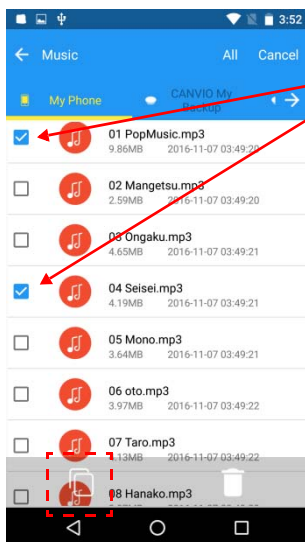 3:52
Music
All
Cancel
My Phone
CANVIO My
Backup
01 PopMusic.mp3
9.86MB 2016-11-07 03:49:20
02 Mangetsu.mp3
2.59MB 2016-11-07 03:49:20
03 Ongaku.mp3
4.65MB 2016-11-07 03:49:21
04 Seisei.mp3
4.19MB 2016-11-07 03:49:21
05 Mono.mp3
3.64MB 2016-11-07 03:49:21
06 oto.mp3
3.97MB 2016-11-07 03:49:22
07 Taro.mp3
2016-11-07 03:49:22
08 Hanako.mp3